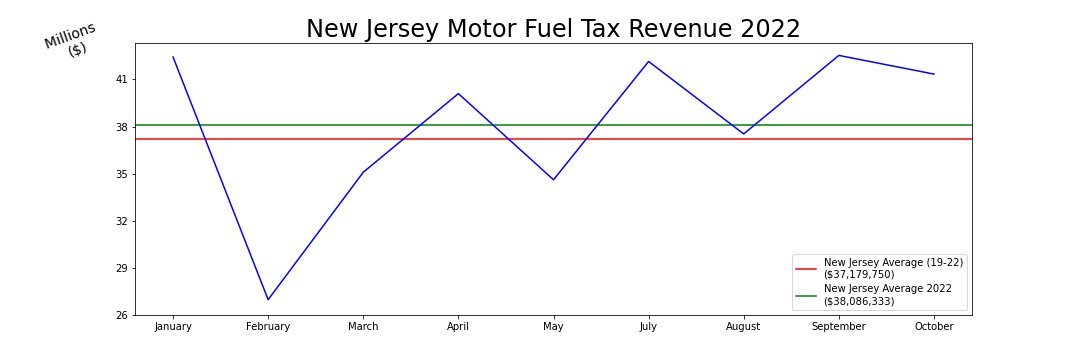 New Jersey Motor Fuel Tax Revenue 2022
Millions
($)
41
38
35
32
29
26
January February March April May July August September October
New Jersey Average (19-22)
($37,179,750)
New Jersey Average 2022
($38,086,333)